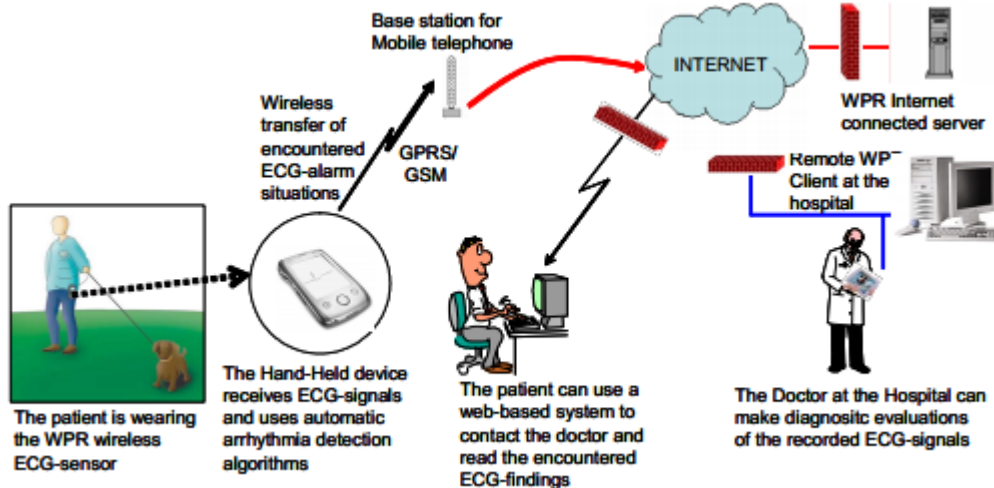 Base station for
Mobile telephone
INTERNET
WPR Internet
connected server
Wireless
transfer of
encountered
ECG-alarm
situations
GPRS/
GSM
Remote WP
Client at the
hospital
The patient is wearing
the WPR wireless
ECG-sensor
The Hand-Held device
receives ECG-signals
and uses automatic
arrhythmia detection
algorithms
The patient can use a
web-based system to
contact the doctor and
read the encountered
ECG-findings
The Doctor at the Hospital can
make diagnositc evaluations
of the recorded ECG-signals